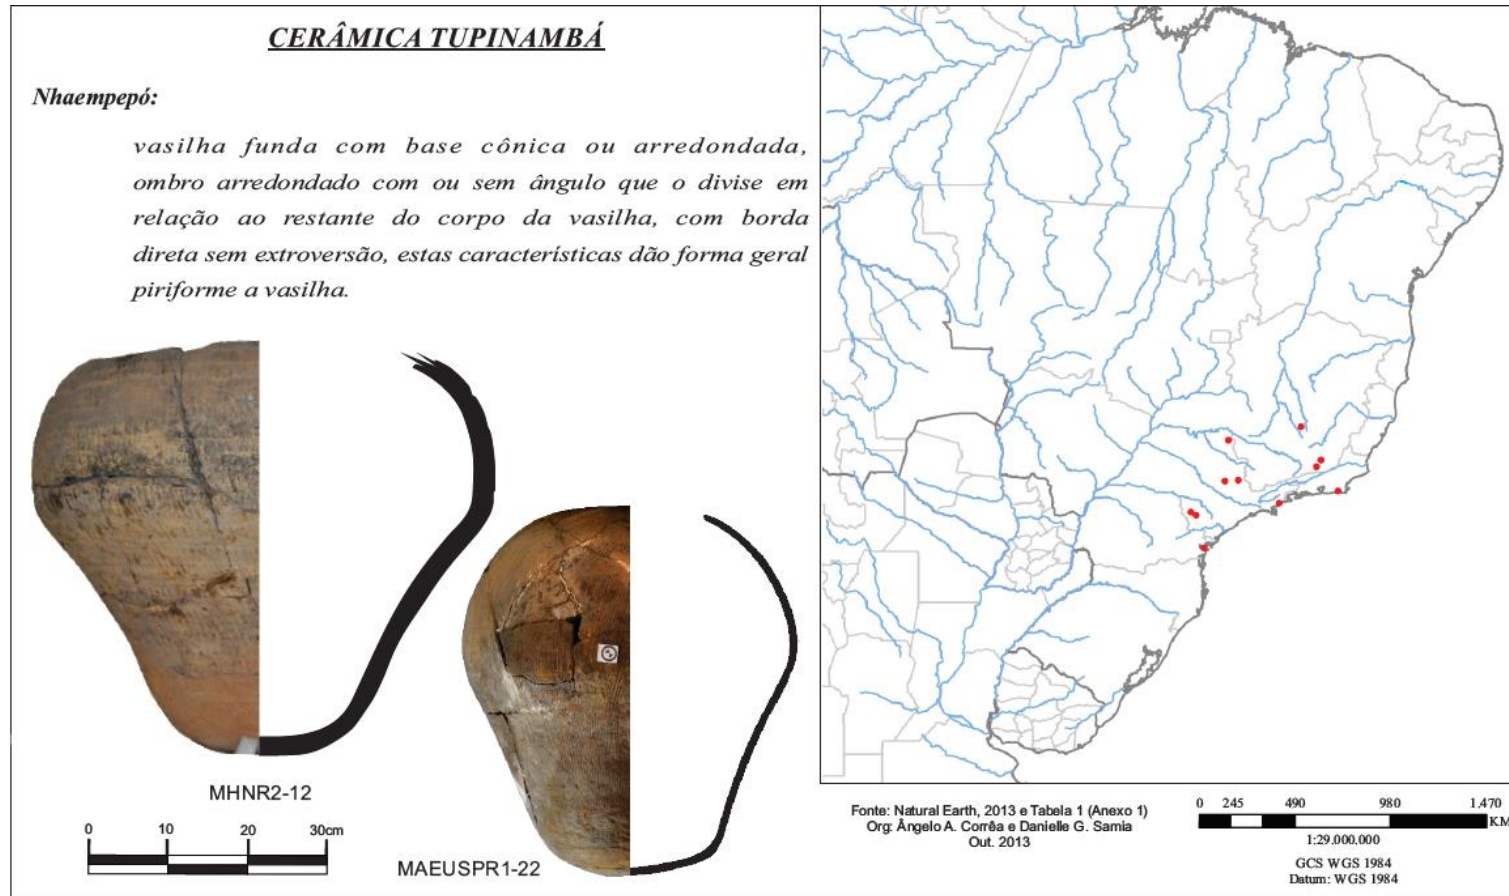 CERÂMICA TUPINAMBÁ
Nhaempepó:
vasilha funda com base cônica ou arredondada,
ombro arredondado com ou sem ângulo que o divise em
relação ao restante do corpo da vasilha, com borda
direta sem extroversão, estas características dão forma geral
piriforme a vasilha.
MHNR2-12
0 10 20 30cm
MAEUSPR1-22
Fonte: Natural Earth, 2013 e Tabela 1 (Anexo 1)
Org: Ângelo A. Corrêa e Danielle G. Samia
Out. 2013
0 245 490 980 1.470
KM
1:29.000.000
GCS WGS 1984
Datum: WGS 1984